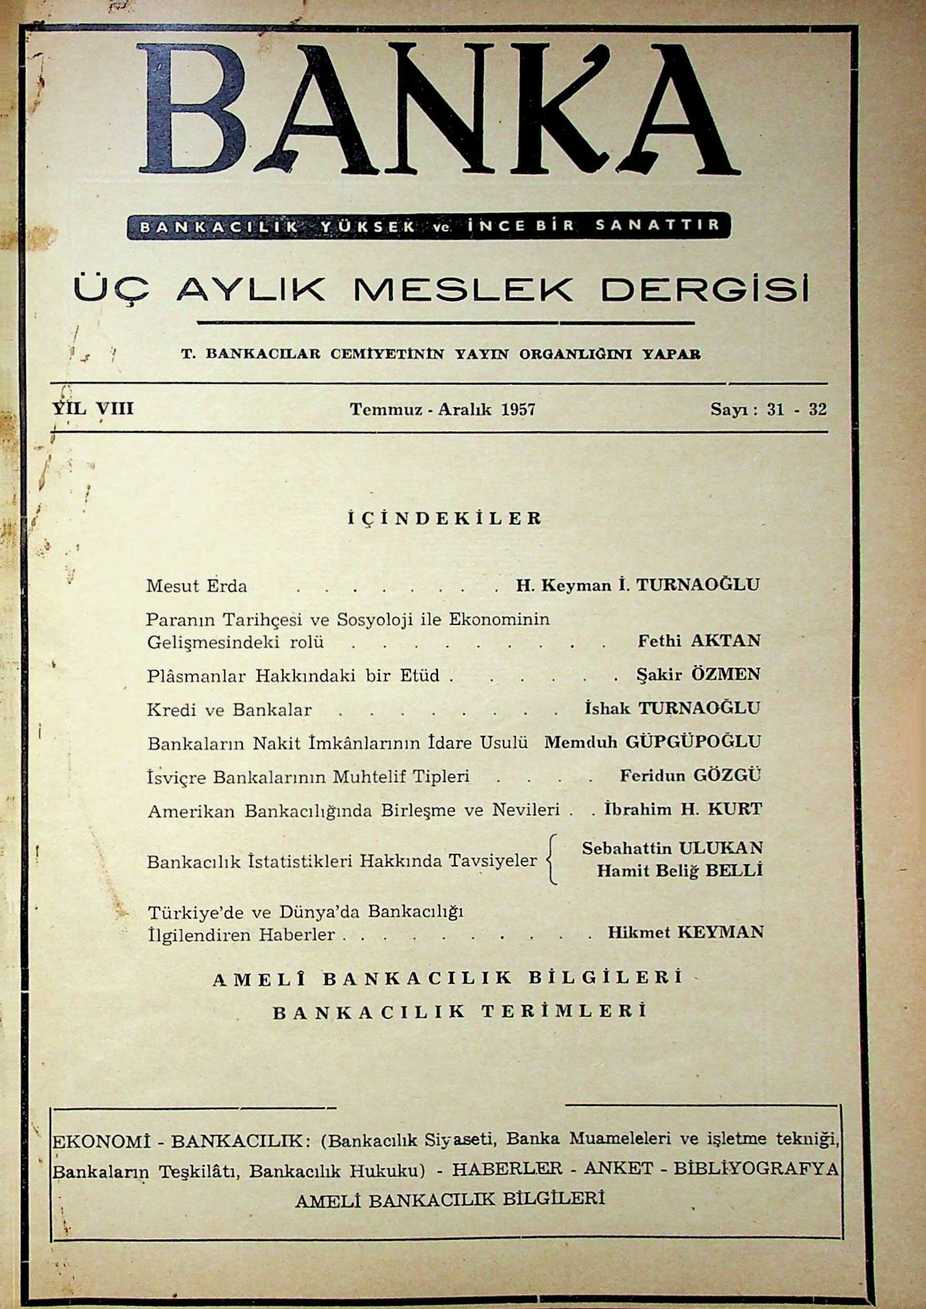 BANKA
BANKACILIK YÜKSEK ve İNCE BİR SANATTIR
ÜÇ AYLIK MESLEK DERGİSİ
T. BANKACILAR CEMİYETİNİN YAYIN ORGANLIĞINI YAPAR
YIL VIII Temmuz - Aralık 1957 Sayı : 31 - 32
İÇİNDEKİLER
Mesut Erda . . . . . . . . H. Keyman İ. TURNAOĞLU
Paranın Tarihçesi ve Sosyoloji ile Ekonominin
Gelişmesindeki rolü . . . . . . . . . Fethi AKTAN
Plâsmanlar Hakkındaki bir Etüd . . . . . . Şakir ÖZMEN
Kredi ve Bankalar . . . . . . . . İshak TURNAOĞLU
Bankaların Nakit İmkânlarının İdare Usulü Memduh GÜPGÜPOĞLU
İsviçre Bankalarının Muhtelif Tipleri . . . . Feridun GÖZGÜ
Amerikan Bankacılığında Birleşme ve Nevileri . . İbrahim H. KURT
Bankacılık İstatistikleri Hakkında Tavsiyeler { Sebahattin ULUKAN
Hamit Beliğ BELLİ
Türkiye'de ve Dünya'da Bankacılığı
İlgilendiren Haberler . . . . . . . . . . Hikmet KEYMAN
AMELÎ BANKACILIK BİLGİLERİ
BANKACILIK TERİMLERİ
EKONOMİ - BANKACILIK: (Bankacılık Siyaseti, Banka Muameleleri ve işletme tekniği,
Bankaların Teşkilâtı, Bankacılık Hukuku) - HABERLER - ANKET - BİBLİYOGRAFYA
AMELİ BANKACILIK BİLGİLERİ